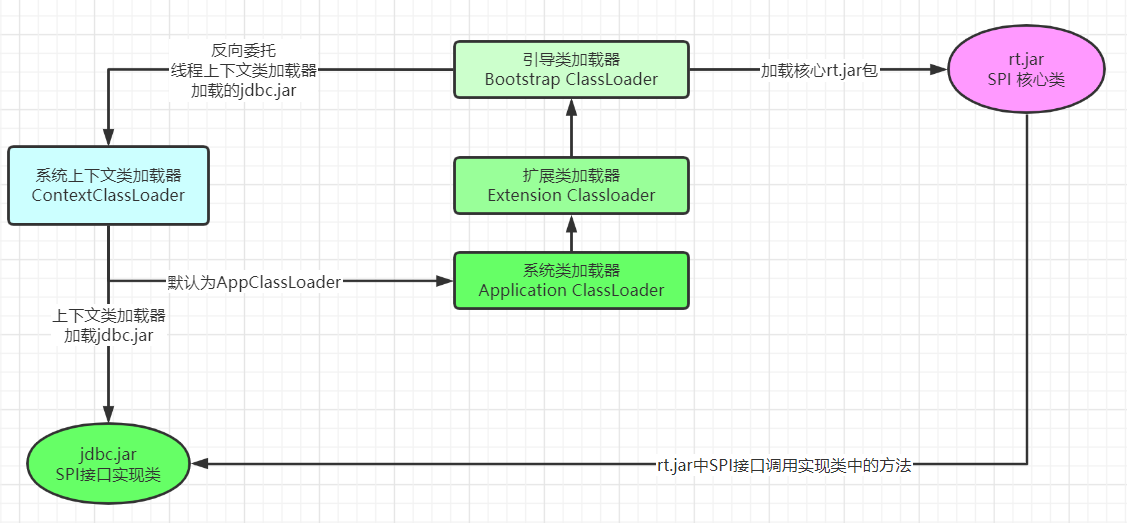 反向委托
线程上下文类加载器
加载的jdbc.jar
引导类加载器
Bootstrap ClassLoader
加载核心rt.jar包
rt.jar
SPI 核心类
系统上下文类加载器
ContextClassLoader
扩展类加载器
Extension Classloader
默认为AppClassLoader
系统类加载器
Application ClassLoader
上下文类加载器
加载jdbc.jar
jdbc.jar
SPI接口实现类
rt.jar中SPI接口调用实现类中的方法